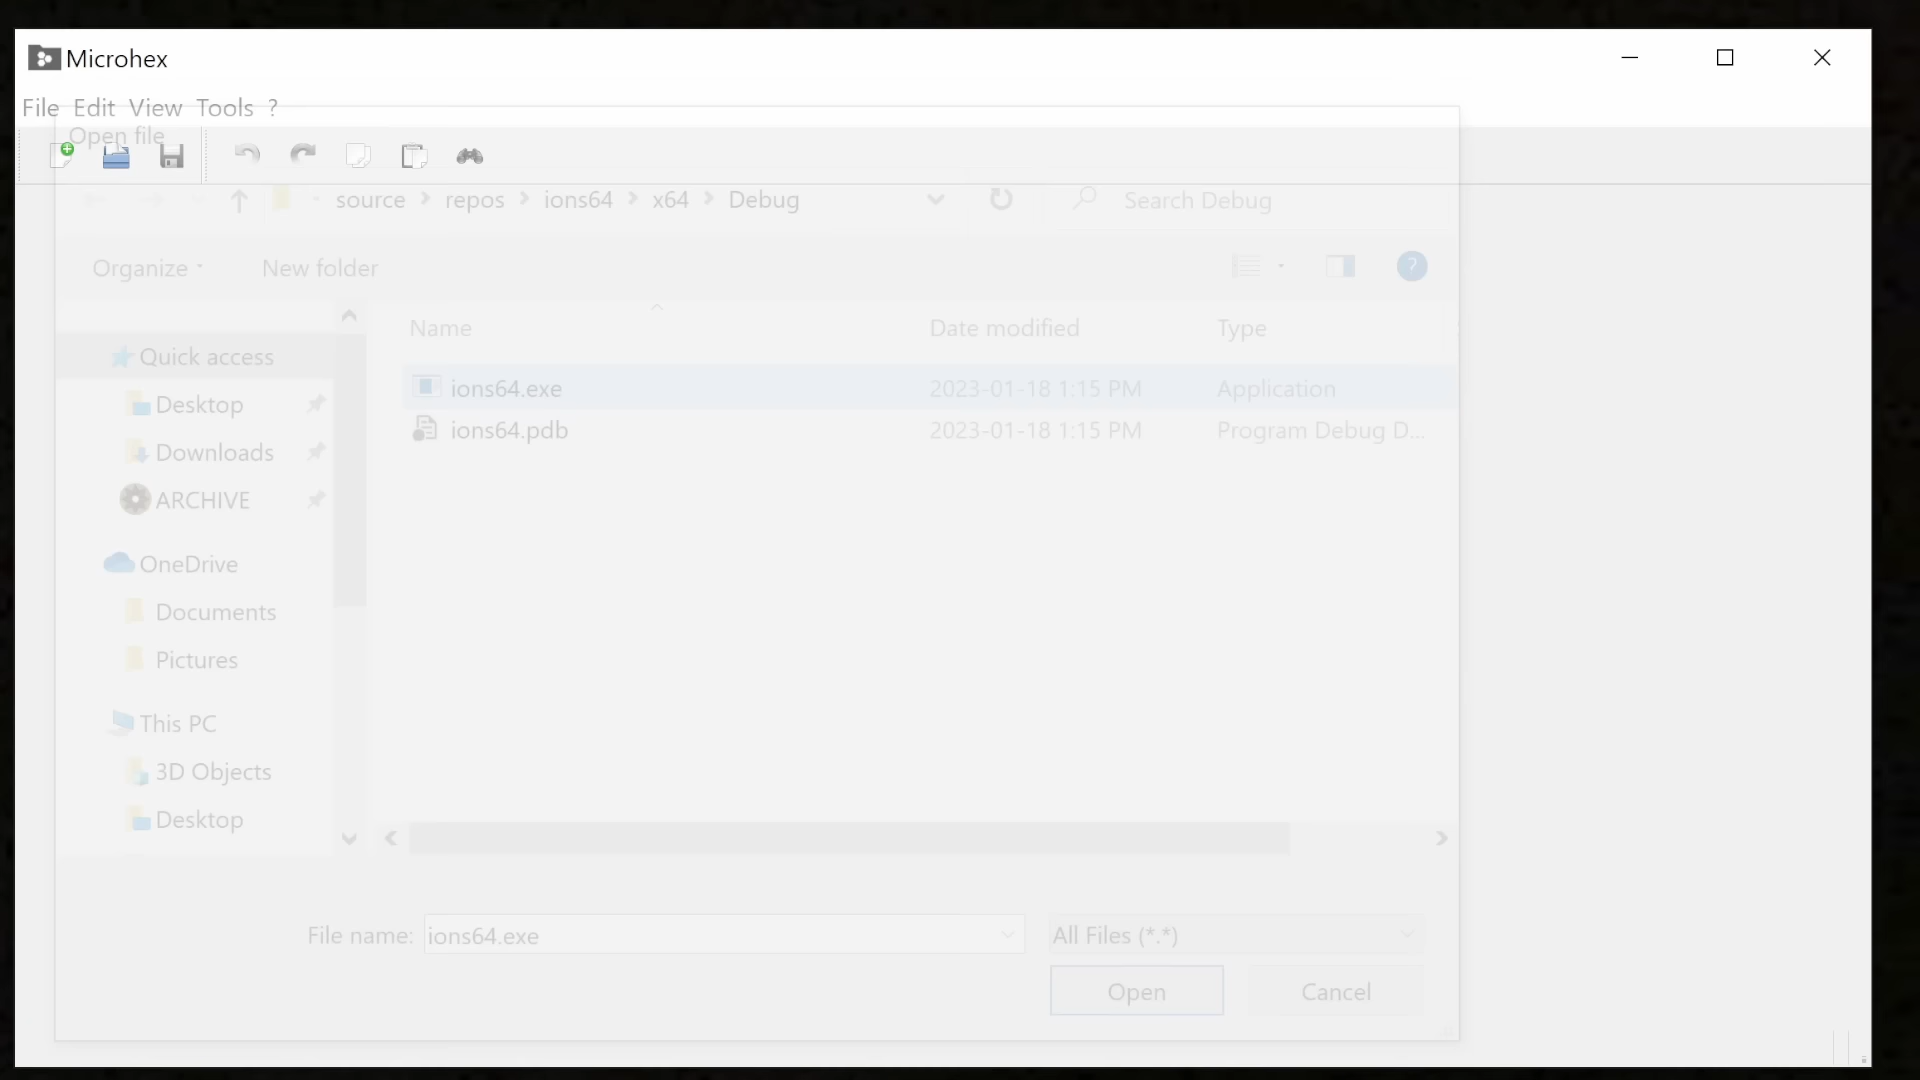 Microhex
File Edit View Tools ?
Open file
source > repos > ions64 > x64 > Debug
Search Debug
Organize
New folder
?
Name
Date modified
Type
Quick access
Desktop
Downloads
ARCHIVE
OneDrive
Documents
Pictures
This PC
3D Objects
Desktop
ions64.exe 2023-01-18 1:15 PM Application
ions64.pdb 2023-01-18 1:15 PM Program Debug D...
File name: ions64.exe
All Files (*.*)
Open
Cancel